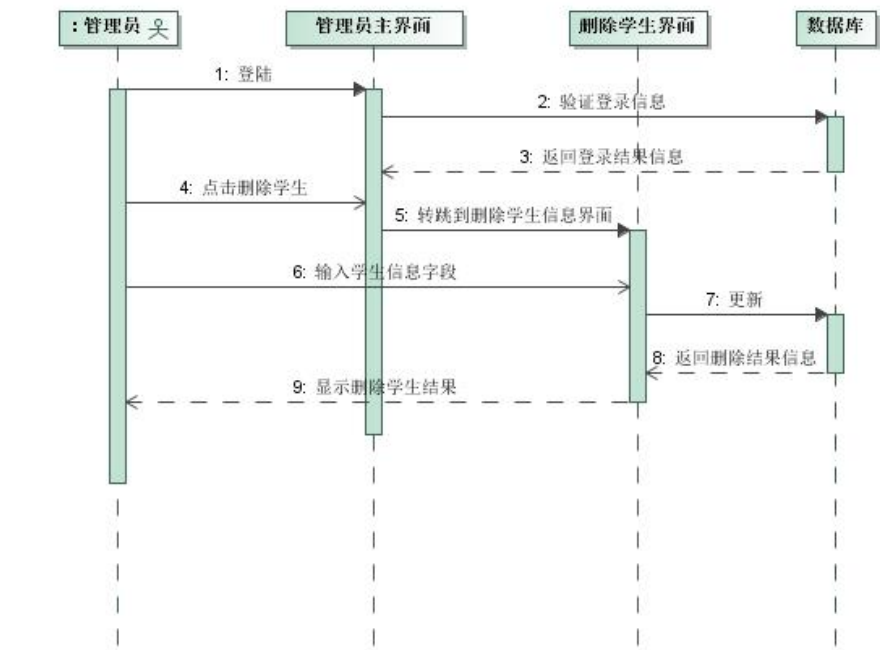 ：管理员
管理员主界面
删除学生界面
数据库
1: 登陆
2: 验证登录信息
3: 返回登录结果信息
4: 点击删除学生
5: 转跳到删除学生信息界面
6: 输入学生信息字段
7: 更新
8: 返回删除结果信息
9: 显示删除学生结果